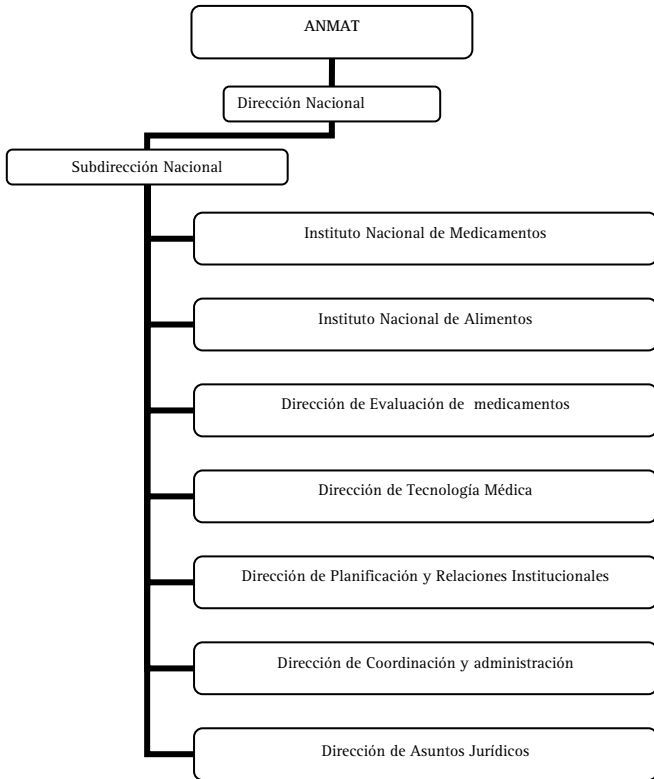 ANMAT
Dirección Nacional
Subdirección Nacional
Instituto Nacional de Medicamentos
Instituto Nacional de Alimentos
Dirección de Evaluación de medicamentos
Dirección de Tecnología Médica
Dirección de Planificación y Relaciones Institucionales
Dirección de Coordinación y administración
Dirección de Asuntos Jurídicos